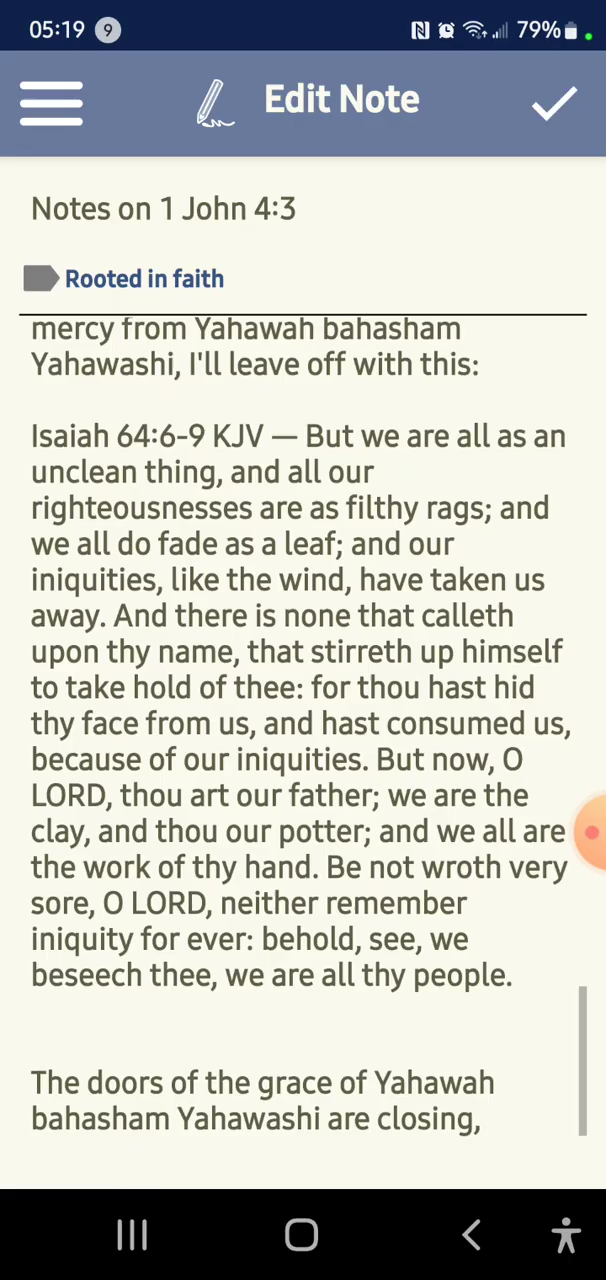 05:19 9 79%
Edit Note
Notes on 1 John 4:3
Rooted in faith
mercy from Yahawah bahasham
Yahawashi, I'll leave off with this:
Isaiah 64:6-9 KJV — But we are all as an
unclean thing, and all our
righteousnesses are as filthy rags; and
we all do fade as a leaf; and our
iniquities, like the wind, have taken us
away. And there is none that calleth
upon thy name, that stirreth up himself
to take hold of thee: for thou hast hid
thy face from us, and hast consumed us,
because of our iniquities. But now, O
LORD, thou art our father; we are the
clay, and thou our potter; and we all are
the work of thy hand. Be not wroth very
sore, O LORD, neither remember
iniquity for ever: behold, see, we
beseech thee, we are all thy people.
The doors of the grace of Yahawah
bahasham Yahawashi are closing,